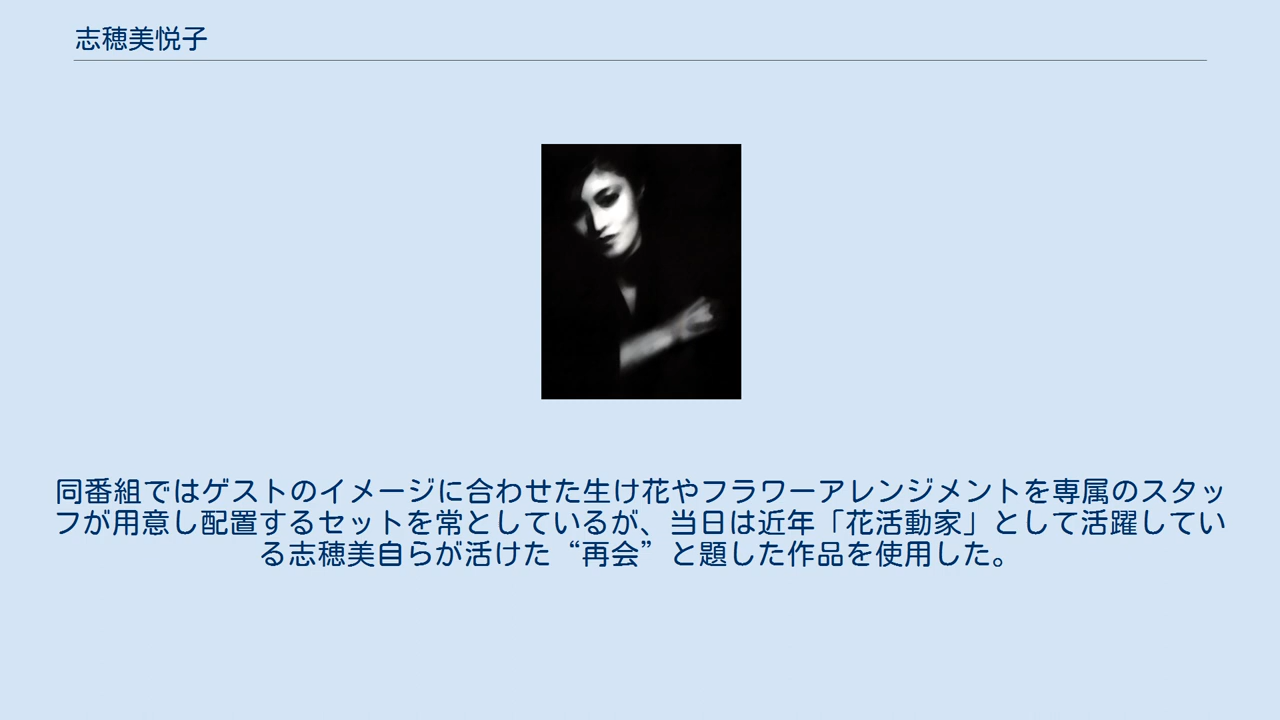 志穂美悦子
同番組ではゲストのイメージに合わせた生け花やフラワーアレンジメントを専属のスタッ
フが用意し配置するセットを常としているが、当日は近年「花活動家」として活躍してい
る志穂美自らが活けた“再会”と題した作品を使用した。